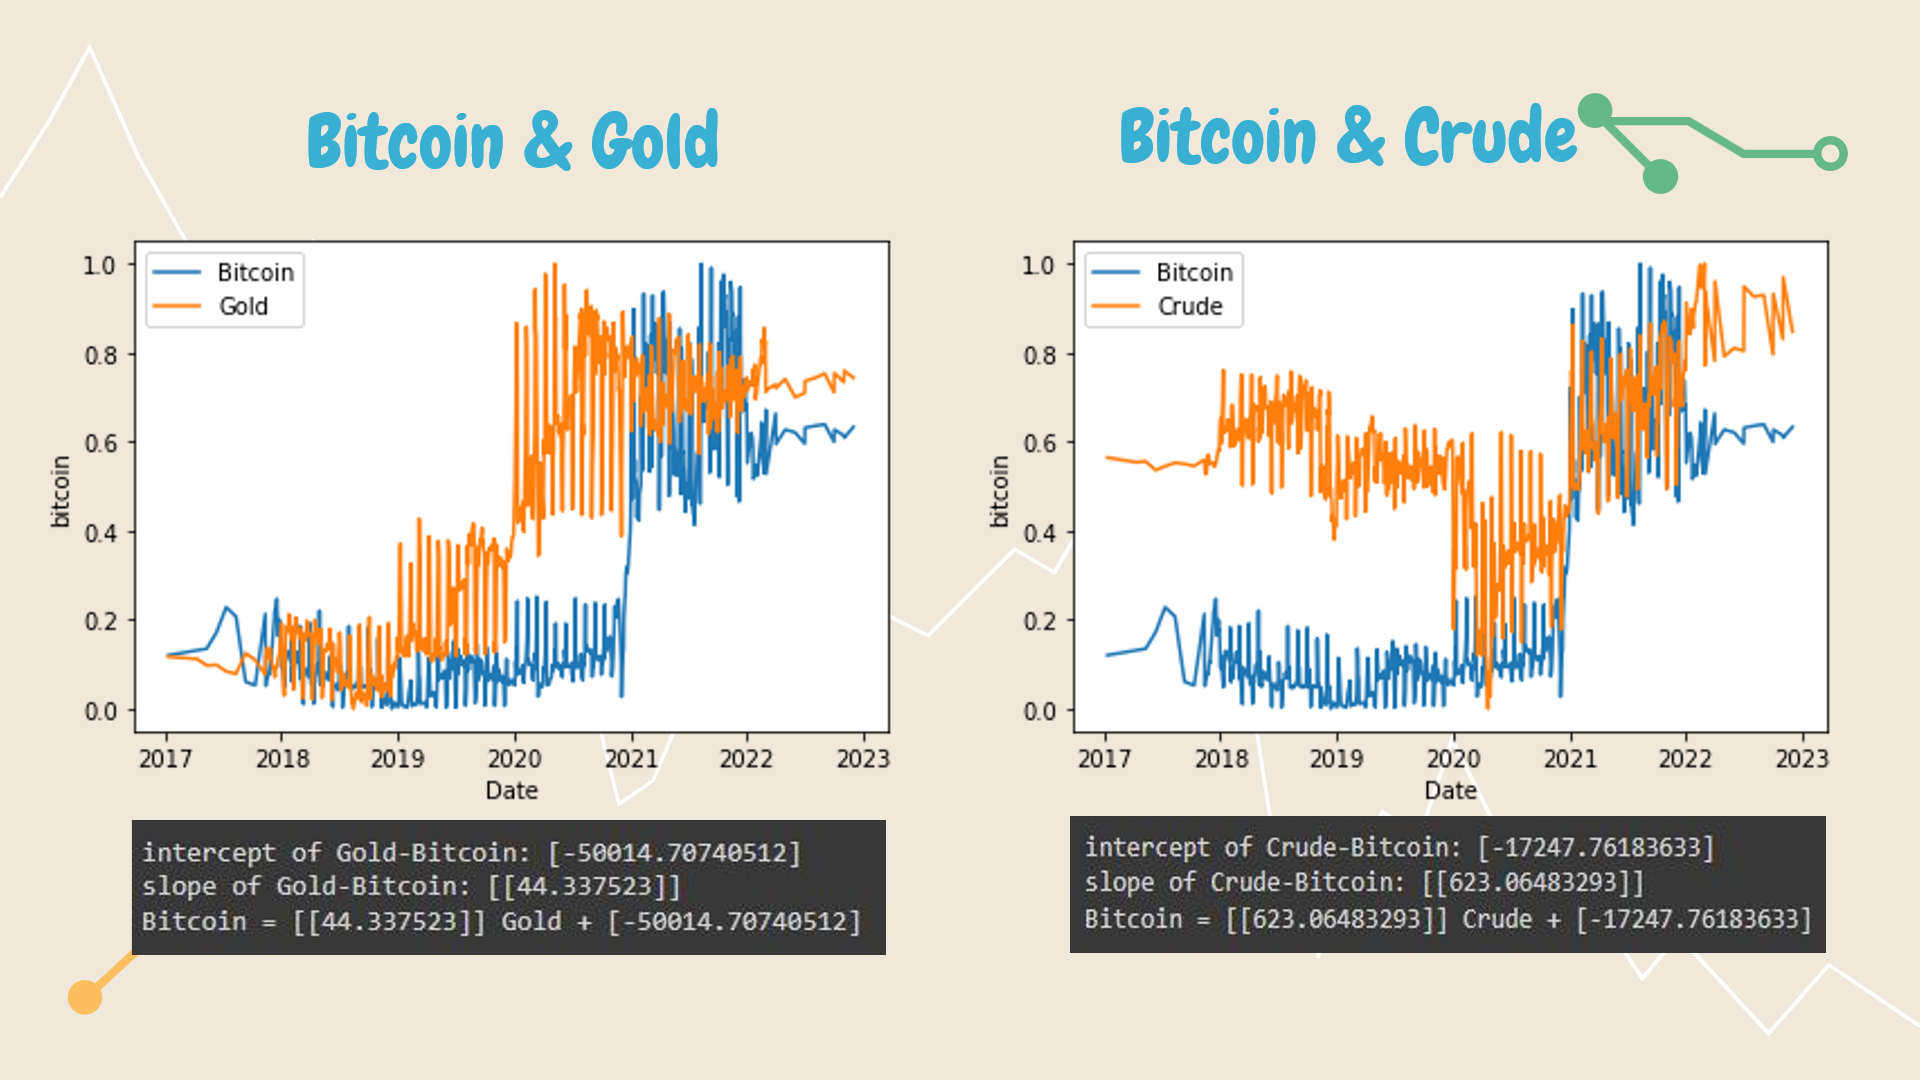 Bitcoin & Gold
Bitcoin
Gold
1.0
0.8
0.6
0.4
0.2
0.0
bitcoin
2017 2018 2019 2020 2021 2022 2023
Date
intercept of Gold-Bitcoin: [-50014.70740512]
slope of Gold-Bitcoin: [[44.337523]]
Bitcoin = [[44.337523]] Gold + [-50014.70740512]
Bitcoin & Crude
Bitcoin
Crude
1.0
0.8
0.6
0.4
0.2
0.0
bitcoin
2017 2018 2019 2020 2021 2022 2023
Date
intercept of Crude-Bitcoin: [-17247.76183633]
slope of Crude-Bitcoin: [[623.06483293]]
Bitcoin = [[623.06483293]] Crude + [-17247.76183633]